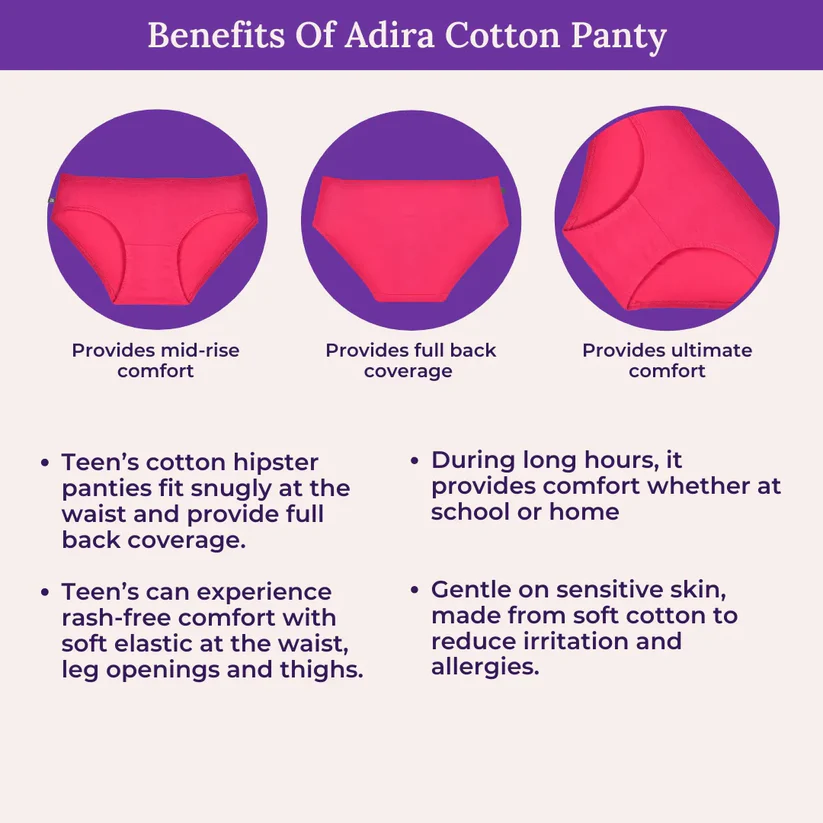 Benefits Of Adira Cotton Panty
Provides mid-rise
comfort
Provides full back
coverage
Provides ultimate
comfort
• Teen’s cotton hipster
panties fit snugly at the
waist and provide full
back coverage.
• Teen’s can experience
rash-free comfort with
soft elastic at the waist,
leg openings and thighs.
• During long hours, it
provides comfort whether at
school or home
• Gentle on sensitive skin,
made from soft cotton to
reduce irritation and
allergies.